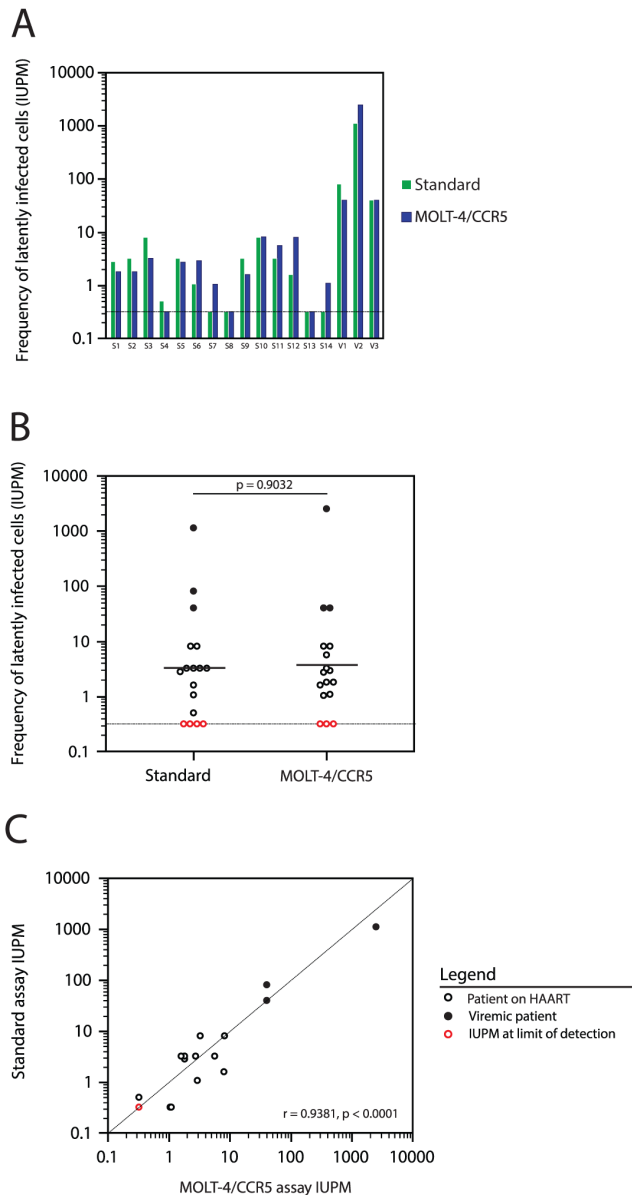 A
Frequency of latently infected cells (IUPM)
10000
1000
100
10
1
0.1
S1 S2 S3 S4 S5 S6 S7 S8 S9 S10 S11 S12 S13 S14 V1 V2 V3
Standard
MOLT-4/CCR5
B
Frequency of latently infected cells (IUPM)
10000
1000
100
10
1
0.1
p = 0.9032
Standard MOLT-4/CCR5
C
Standard assay IUPM
10000
1000
100
10
1
0.1
r = 0.9381, p < 0.0001
0.1 1 10 100 1000 10000
MOLT-4/CCR5 assay IUPM
Legend
Patient on HAART
Viremic patient
IUPM at limit of detection